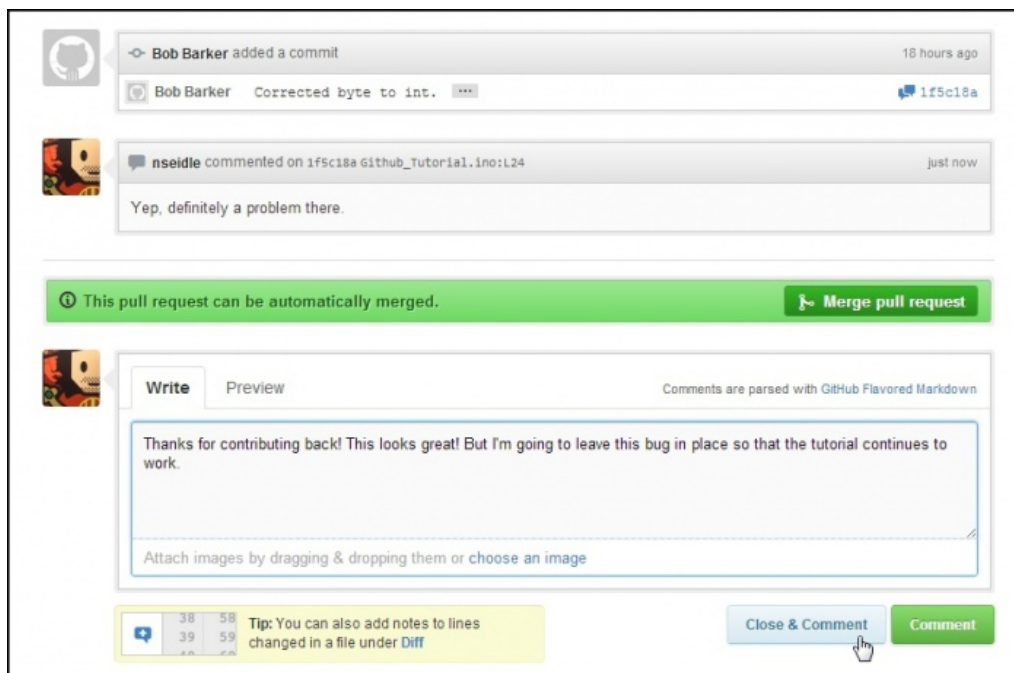 Bob Barker added a commit 18 hours ago
Bob Barker Corrected byte to int. ... 1f5c18a
nseidle commented on 1f5c18a Github_Tutorial.ino:L24 just now
Yep, definitely a problem there.
This pull request can be automatically merged. Merge pull request
Write Preview Comments are parsed with GitHub Flavored Markdown
Thanks for contributing back! This looks great! But I'm going to leave this bug in place so that the tutorial continues to
work.
Attach images by dragging & dropping them or choose an image
38 58 Tip: You can also add notes to lines
39 59 changed in a file under Diff
Close & Comment Comment